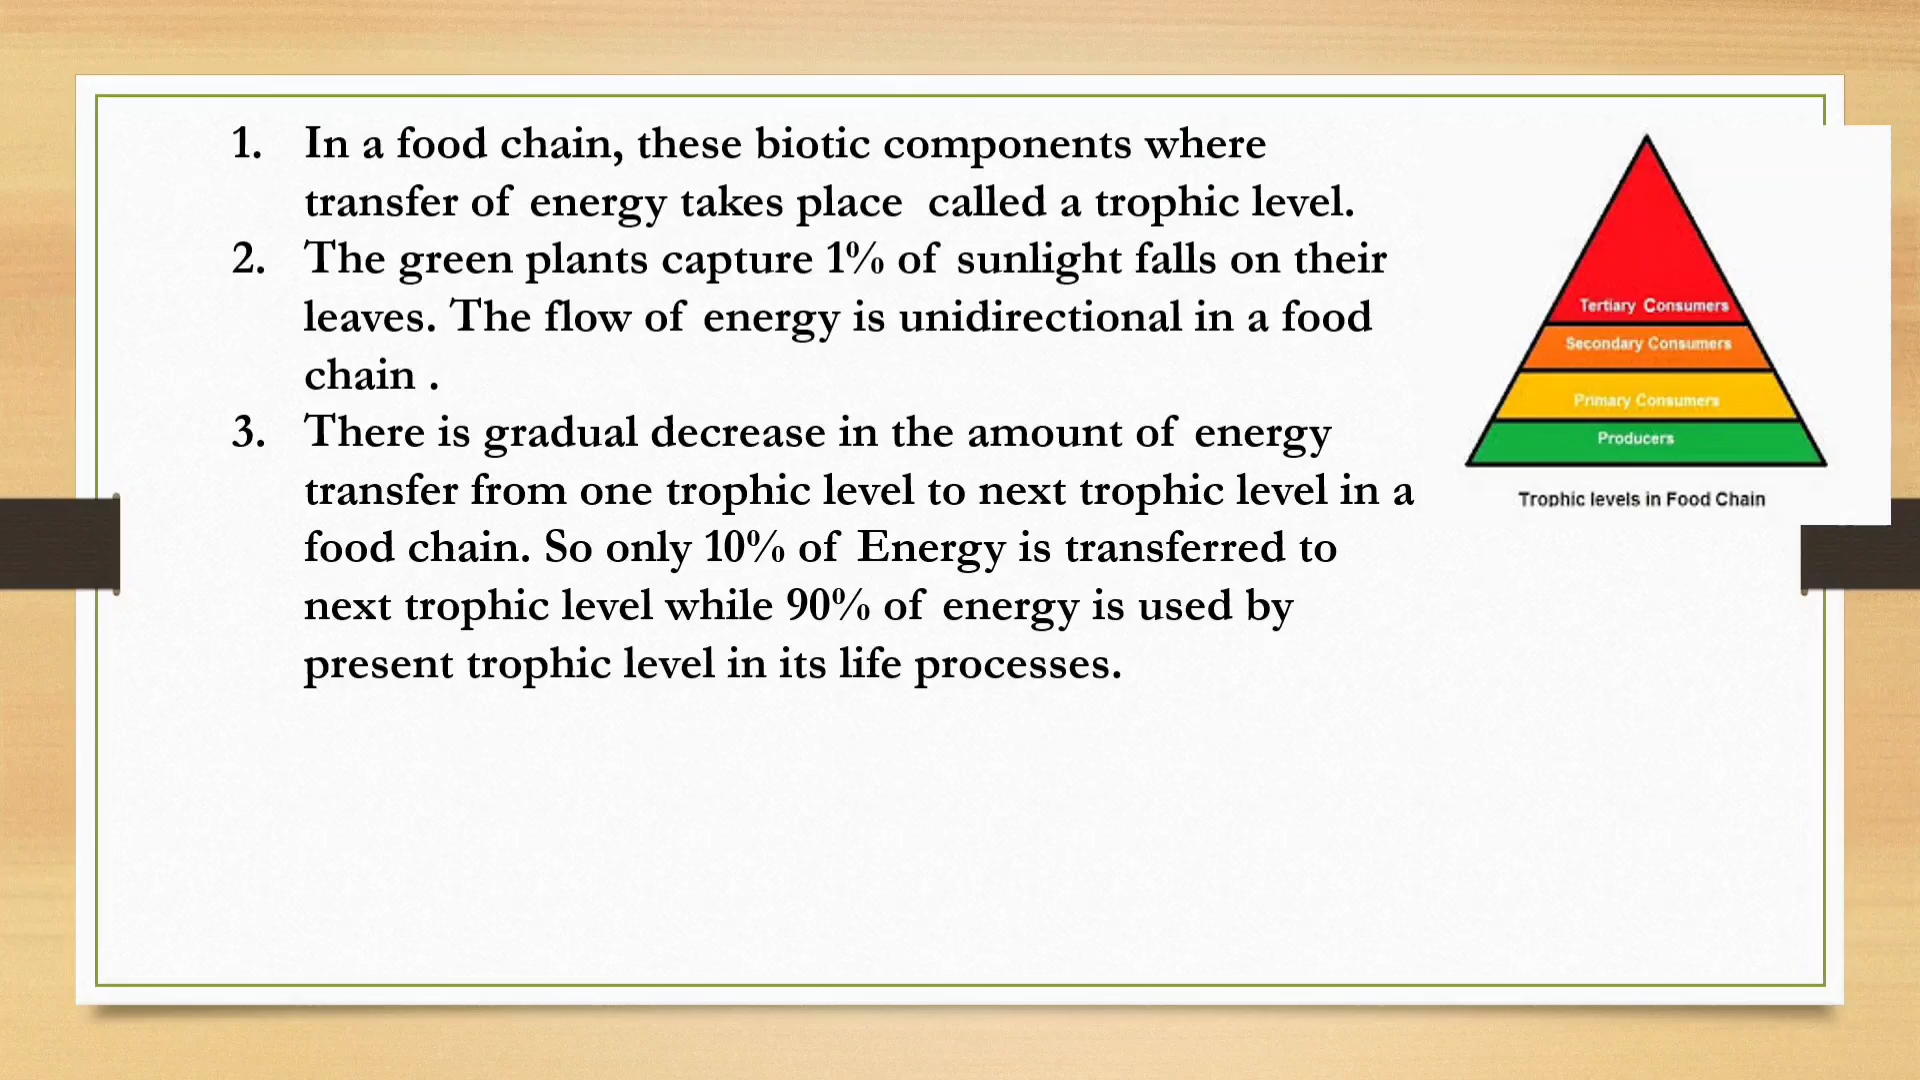 1. In a food chain, these biotic components where
transfer of energy takes place called a trophic level.
2. The green plants capture 1% of sunlight falls on their
leaves. The flow of energy is unidirectional in a food
chain .
3. There is gradual decrease in the amount of energy
transfer from one trophic level to next trophic level in a
food chain. So only 10% of Energy is transferred to
next trophic level while 90% of energy is used by
present trophic level in its life processes.
Tertiary Consumers
Secondary Consumers
Primary Consumers
Producers
Trophic levels in Food Chain